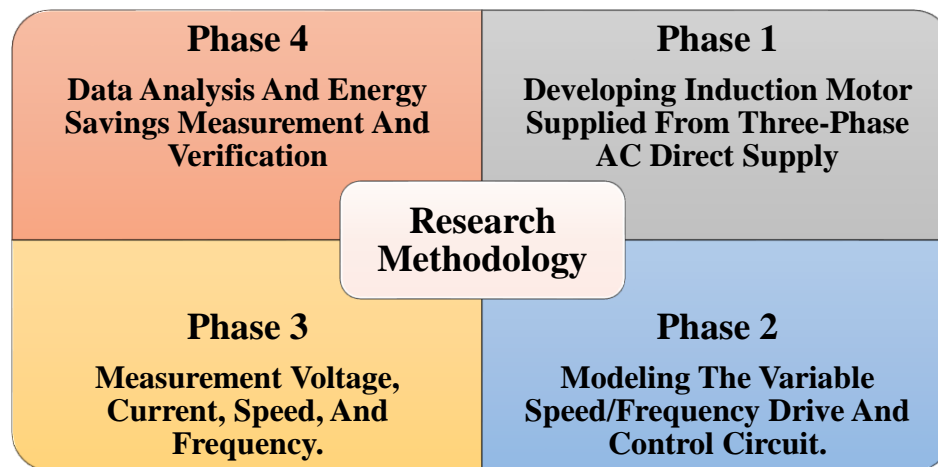 Phase 4
Data Analysis And Energy
Savings Measurement And
Verification
Phase 1
Developing Induction Motor
Supplied From Three-Phase
AC Direct Supply
Research
Methodology
Phase 3
Measurement Voltage,
Current, Speed, And
Frequency.
Phase 2
Modeling The Variable
Speed/Frequency Drive And
Control Circuit.